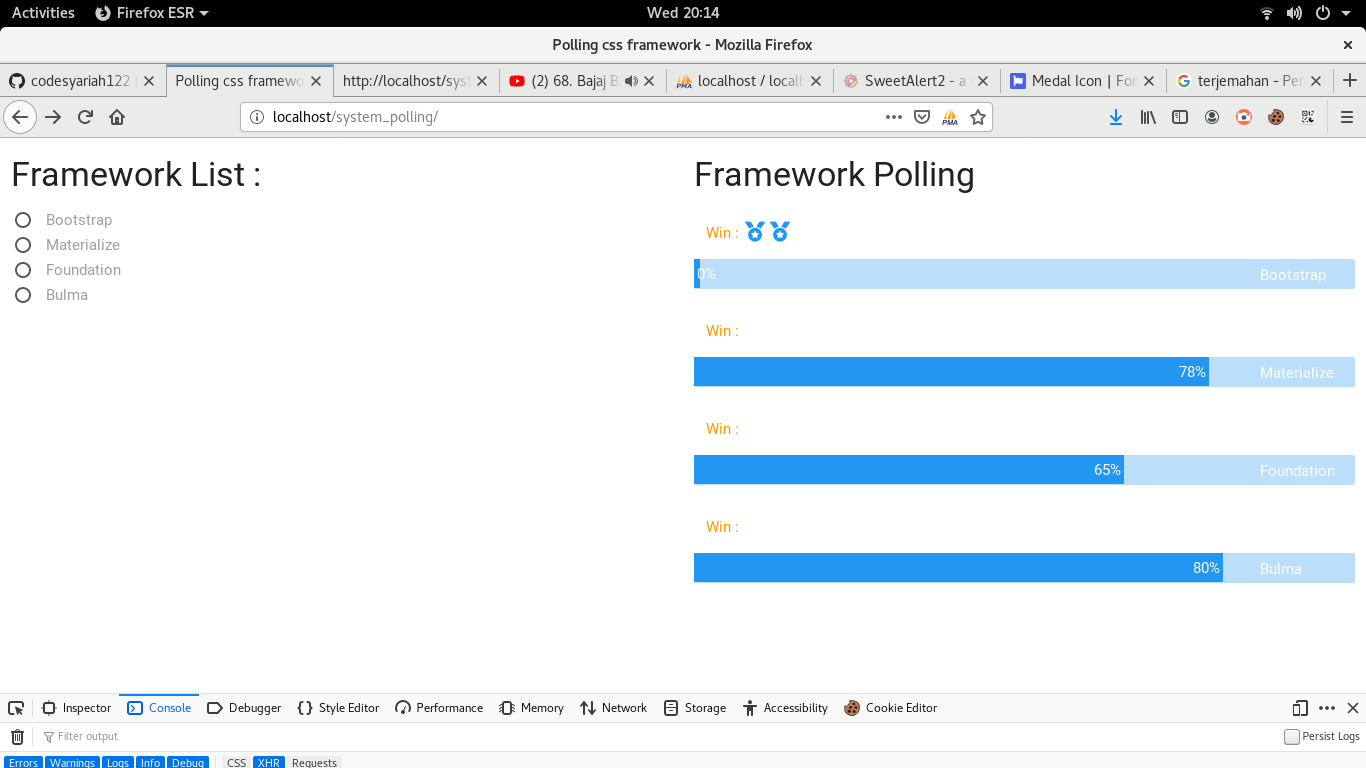 Activities Firefox ESR Wed 20:14
Polling css framework - Mozilla Firefox
codesyariah122 Polling css framewo http://localhost/syst (2) 68. Bajaj B localhost / localh SweetAlert2 - a Medal Icon | Fon terjemahan - Pen
localhost/system_polling/
Framework List :
Bootstrap
Materialize
Foundation
Bulma
Framework Polling
Win :
0% Bootstrap
Win :
78% Materialize
Win :
65% Foundation
Win :
80% Bulma
Inspector Console Debugger Style Editor Performance Memory Network Storage Accessibility Cookie Editor
Filter output Persist Logs
Errors Warnings Logs Info Debug CSS XHR Requests